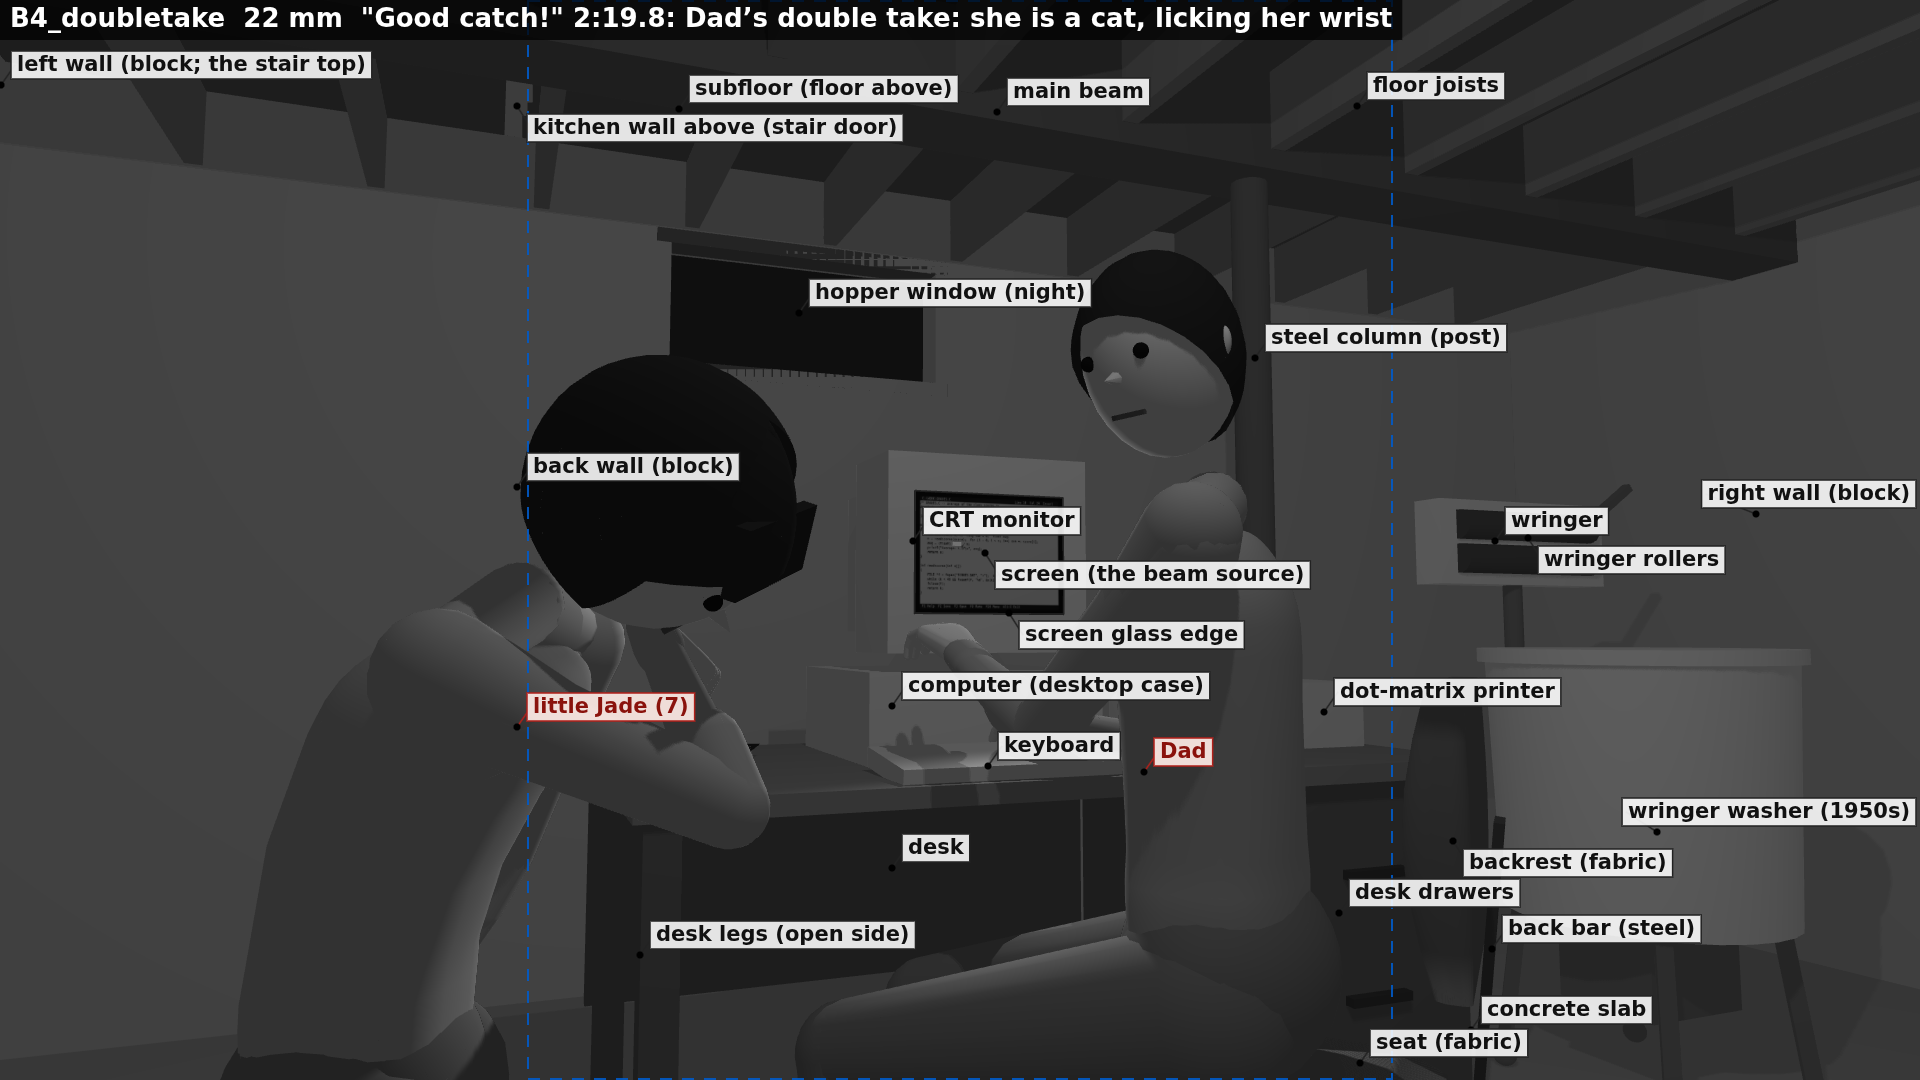 B4_doubletake 22 mm "Good catch!" 2:19.8: Dad’s double take: she is a cat, licking her wrist
left wall (block; the stair top)
subfloor (floor above)
main beam
floor joists
kitchen wall above (stair door)
hopper window (night)
steel column (post)
back wall (block)
right wall (block)
CRT monitor
wringer
wringer rollers
screen (the beam source)
screen glass edge
computer (desktop case)
dot-matrix printer
little Jade (7)
keyboard
Dad
wringer washer (1950s)
desk
backrest (fabric)
desk drawers
desk legs (open side)
back bar (steel)
concrete slab
seat (fabric)